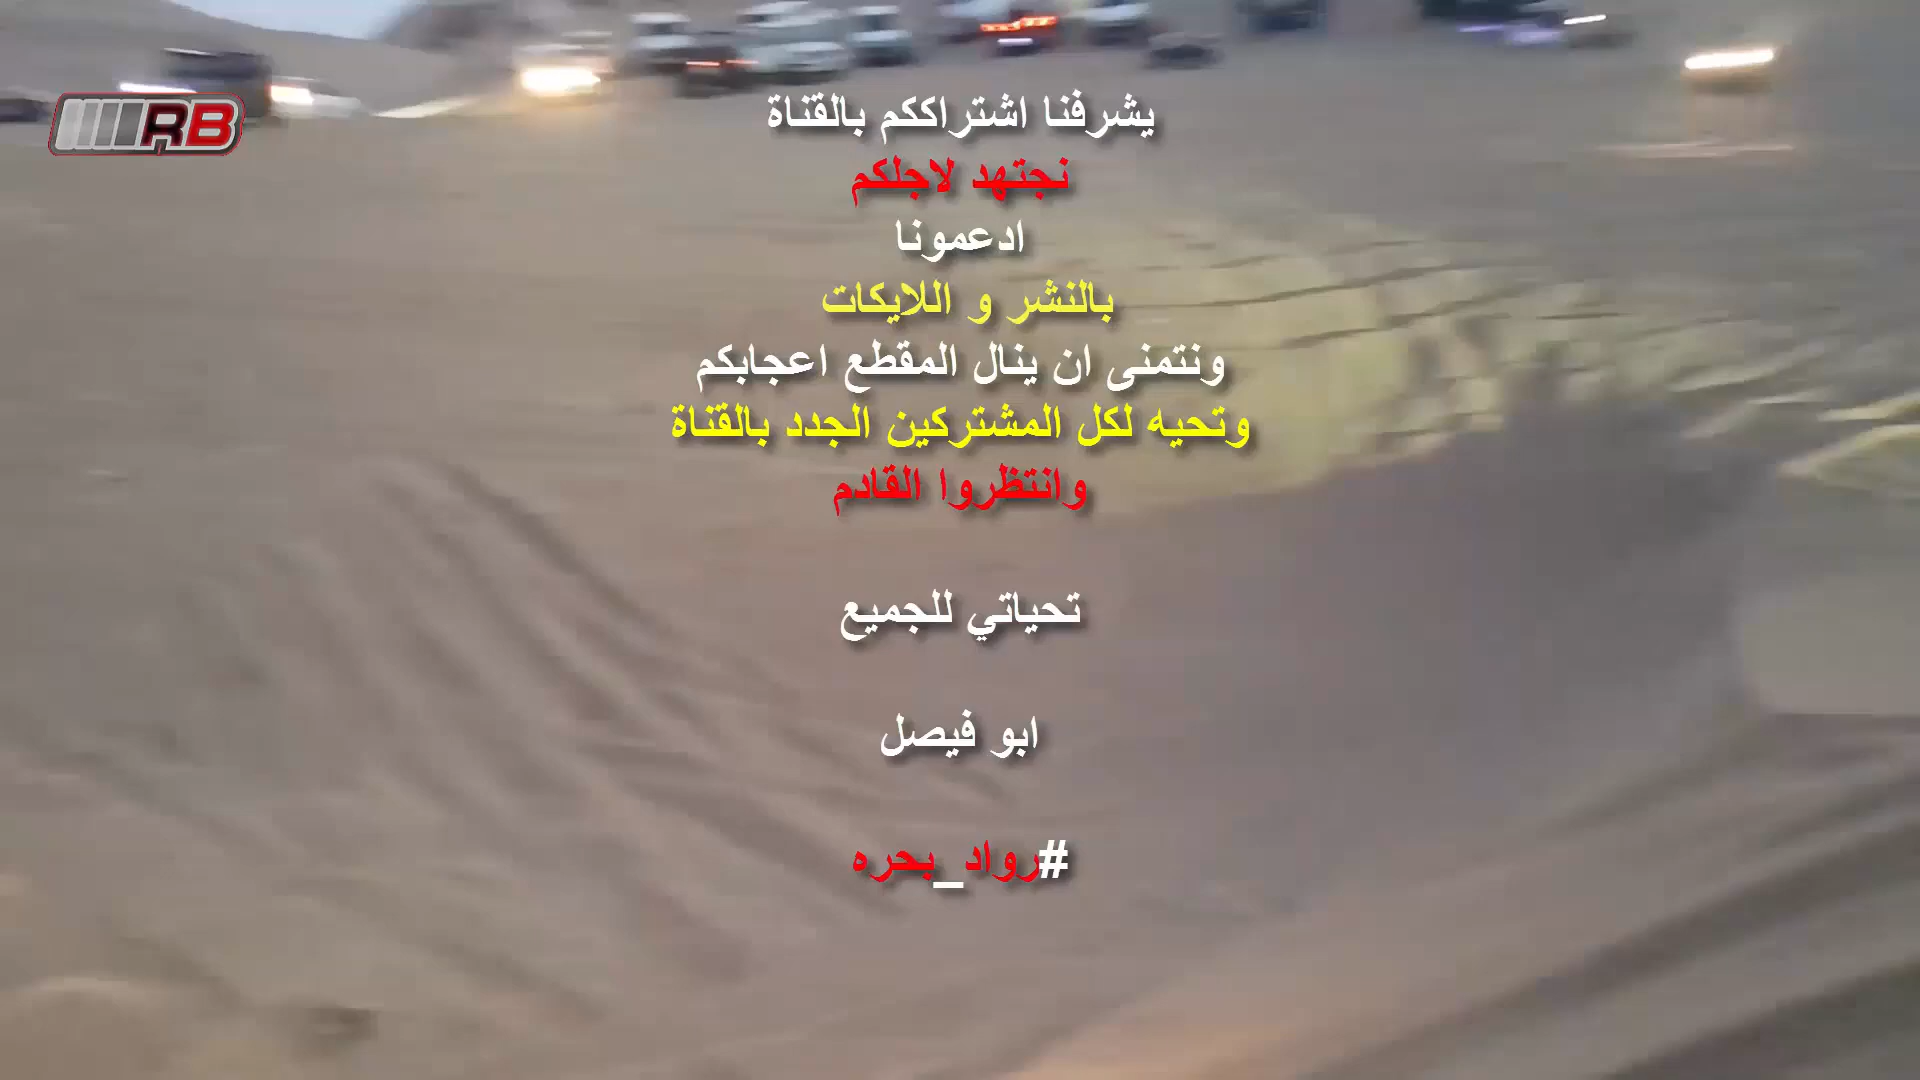 RB
يشرفنا اشتراككم بالقناة
نجتهد لاجلكم
ادعمونا
بالنشر و اللايكات
ونتمنى ان ينال المقطع اعجابكم
وتحيه لكل المشتركين الجدد بالقناة
وانتظروا القادم
تحياتي للجميع
ابو فيصل
#رواد_بحره